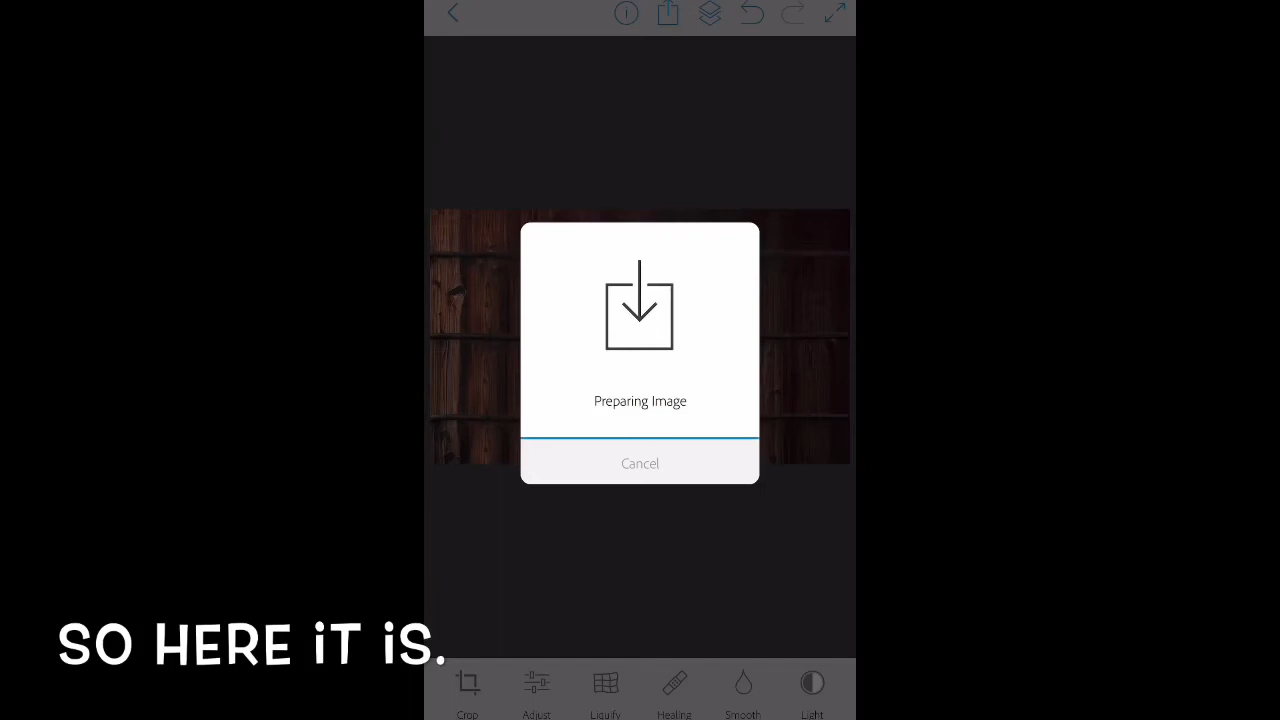 Preparing Image
Cancel
SO HERE iT iS.
Crop
Adjust
Liquify
Healing
Smooth
Light